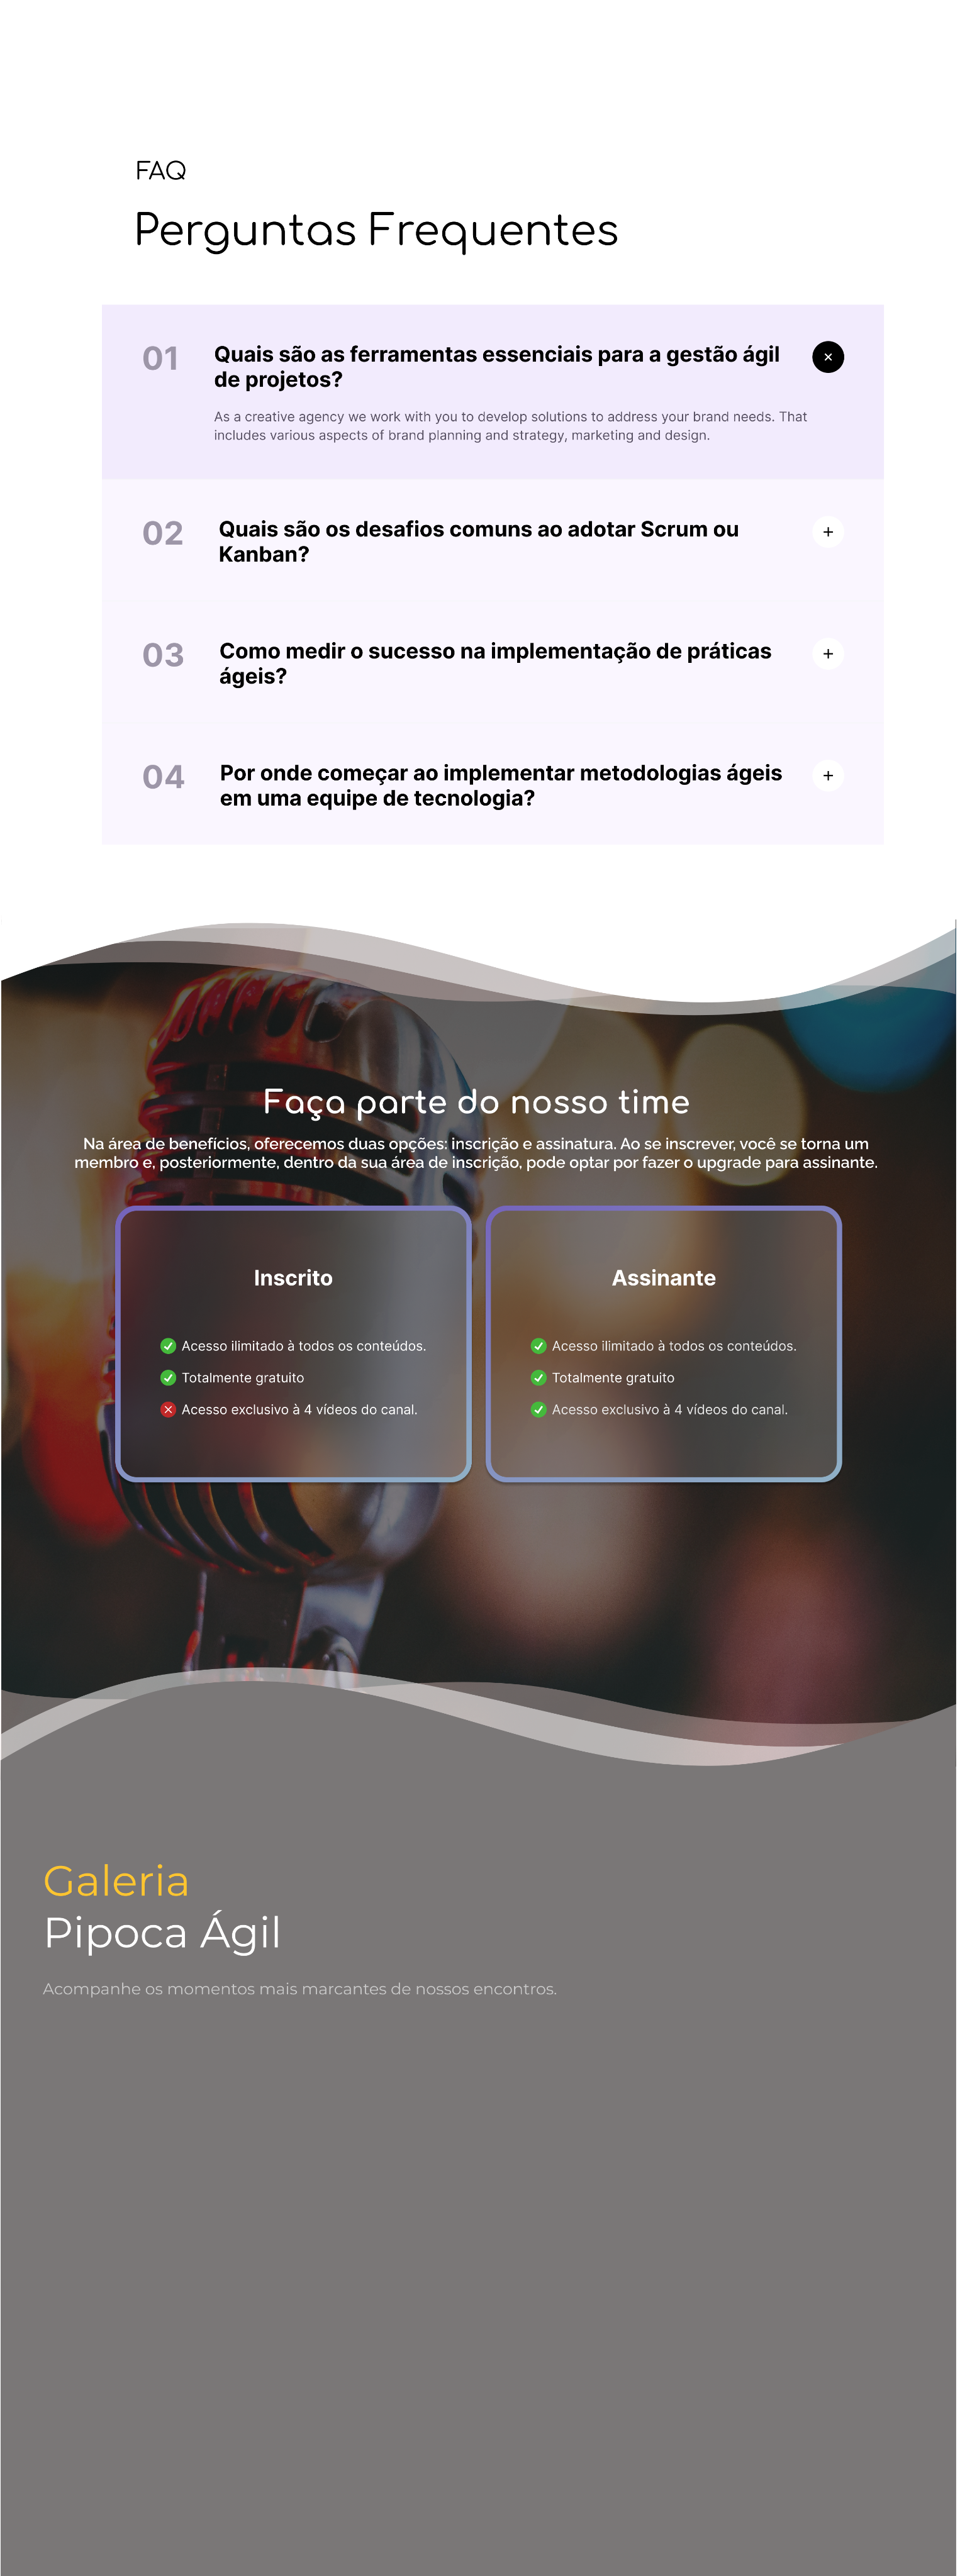 FAQ
Perguntas Frequentes
01
Quais são as ferramentas essenciais para a gestão ágil
de projetos?
As a creative agency we work with you to develop solutions to address your brand needs. That
includes various aspects of brand planning and strategy, marketing and design.
02
Quais são os desafios comuns ao adotar Scrum ou
Kanban?
03
Como medir o sucesso na implementação de práticas
ágeis?
04
Por onde começar ao implementar metodologias ágeis
em uma equipe de tecnologia?
Faça parte do nosso time
Na área de benefícios, oferecemos duas opções: inscrição e assinatura. Ao se inscrever, você se torna um
membro e, posteriormente, dentro da sua área de inscrição, pode optar por fazer o upgrade para assinante.
Inscrito
Acesso ilimitado à todos os conteúdos.
Totalmente gratuito
Acesso exclusivo à 4 vídeos do canal.
Assinante
Acesso ilimitado à todos os conteúdos.
Totalmente gratuito
Acesso exclusivo à 4 vídeos do canal.
Galeria
Pipoca Ágil
Acompanhe os momentos mais marcantes de nossos encontros.